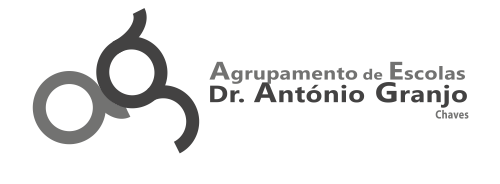 Agrupamento de Escolas
Dr. António Granjo
Chaves